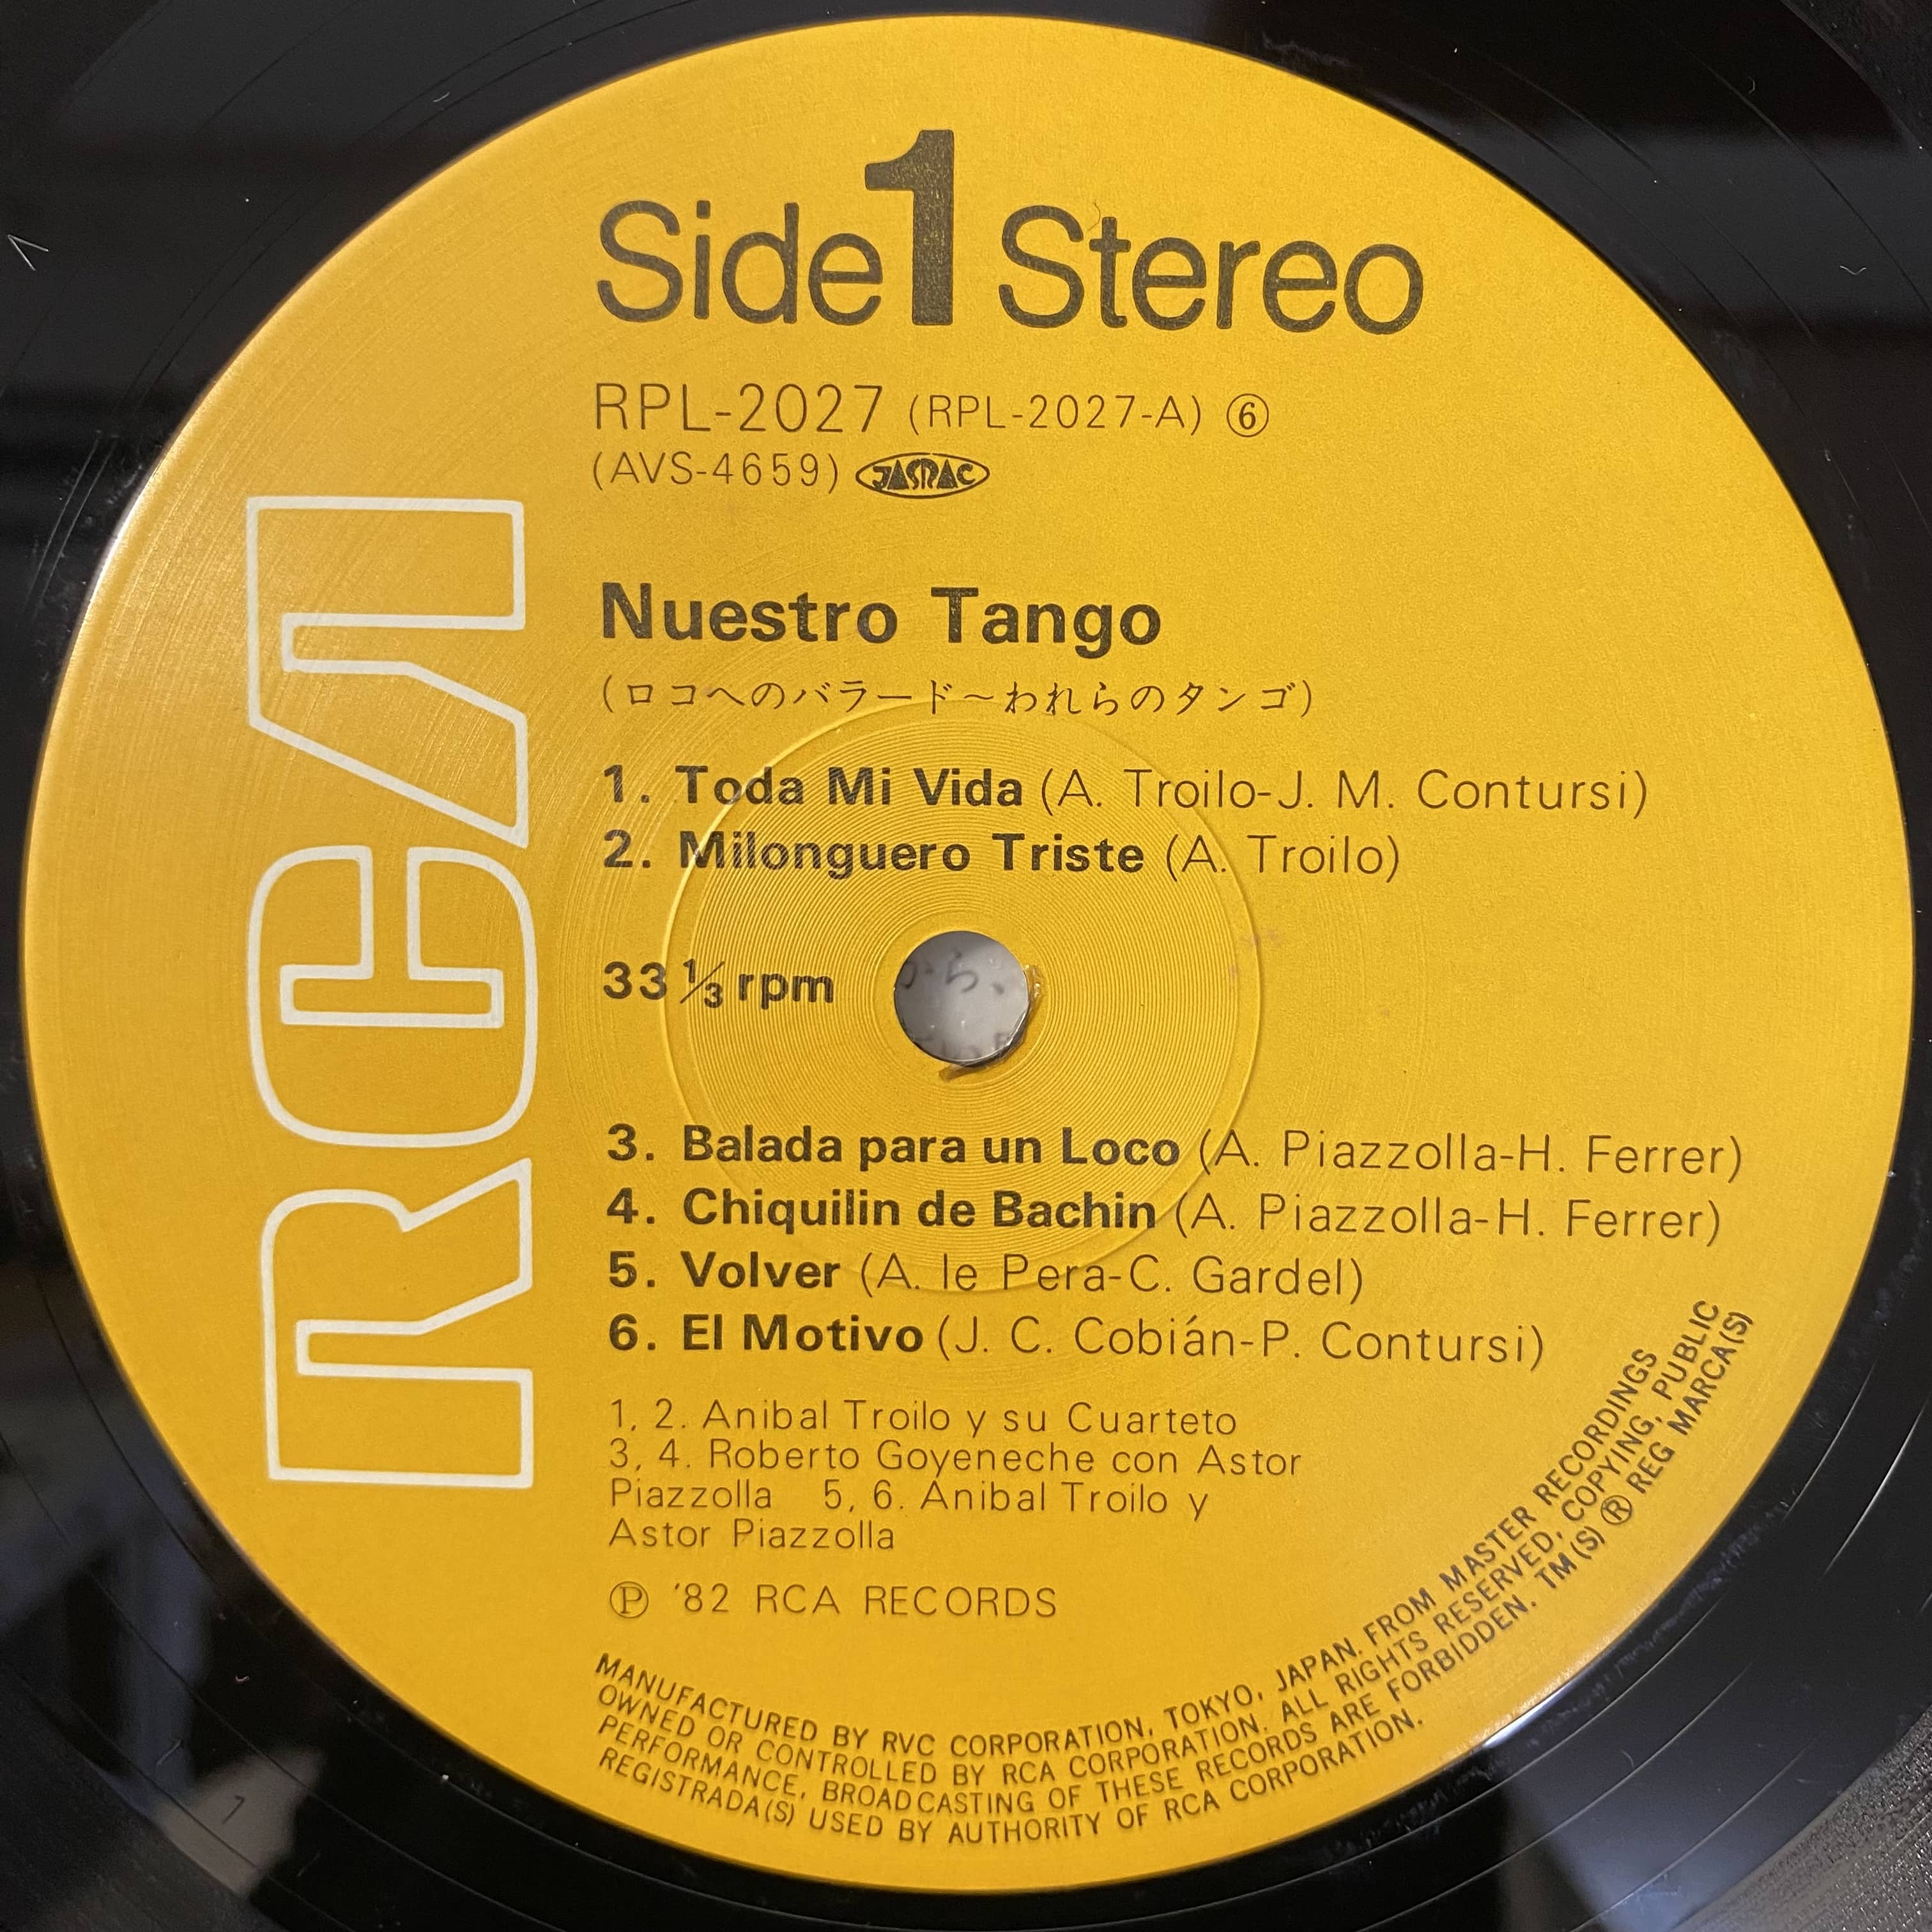 Side 1 Stereo
RPL-2027 (RPL-2027-A) ⑥
(AVS-4659) JASRAC
RCA
Nuestro Tango
(ロコへのバラード〜われらのタンゴ)
1. Toda Mi Vida (A. Troilo-J. M. Contursi)
2. Milonguero Triste (A. Troilo)
33 ⅓ rpm
3. Balada para un Loco (A. Piazzolla-H. Ferrer)
4. Chiquilin de Bachin (A. Piazzolla-H. Ferrer)
5. Volver (A. le Pera-C. Gardel)
6. El Motivo (J. C. Cobián-P. Contursi)
1, 2. Anibal Troilo y su Cuarteto
3, 4. Roberto Goyeneche con Astor
Piazzolla 5, 6. Anibal Troilo y
Astor Piazzolla
Ⓟ '82 RCA RECORDS
MANUFACTURED BY RVC CORPORATION, TOKYO, JAPAN. FROM MASTER RECORDINGS
OWNED OR CONTROLLED BY RCA CORPORATION. ALL RIGHTS RESERVED, COPYING, PUBLIC
PERFORMANCE, BROADCASTING OF THESE RECORDS ARE FORBIDDEN. TM(S) ® REG MARCA(S)
REGISTRADA(S) USED BY AUTHORITY OF RCA CORPORATION.